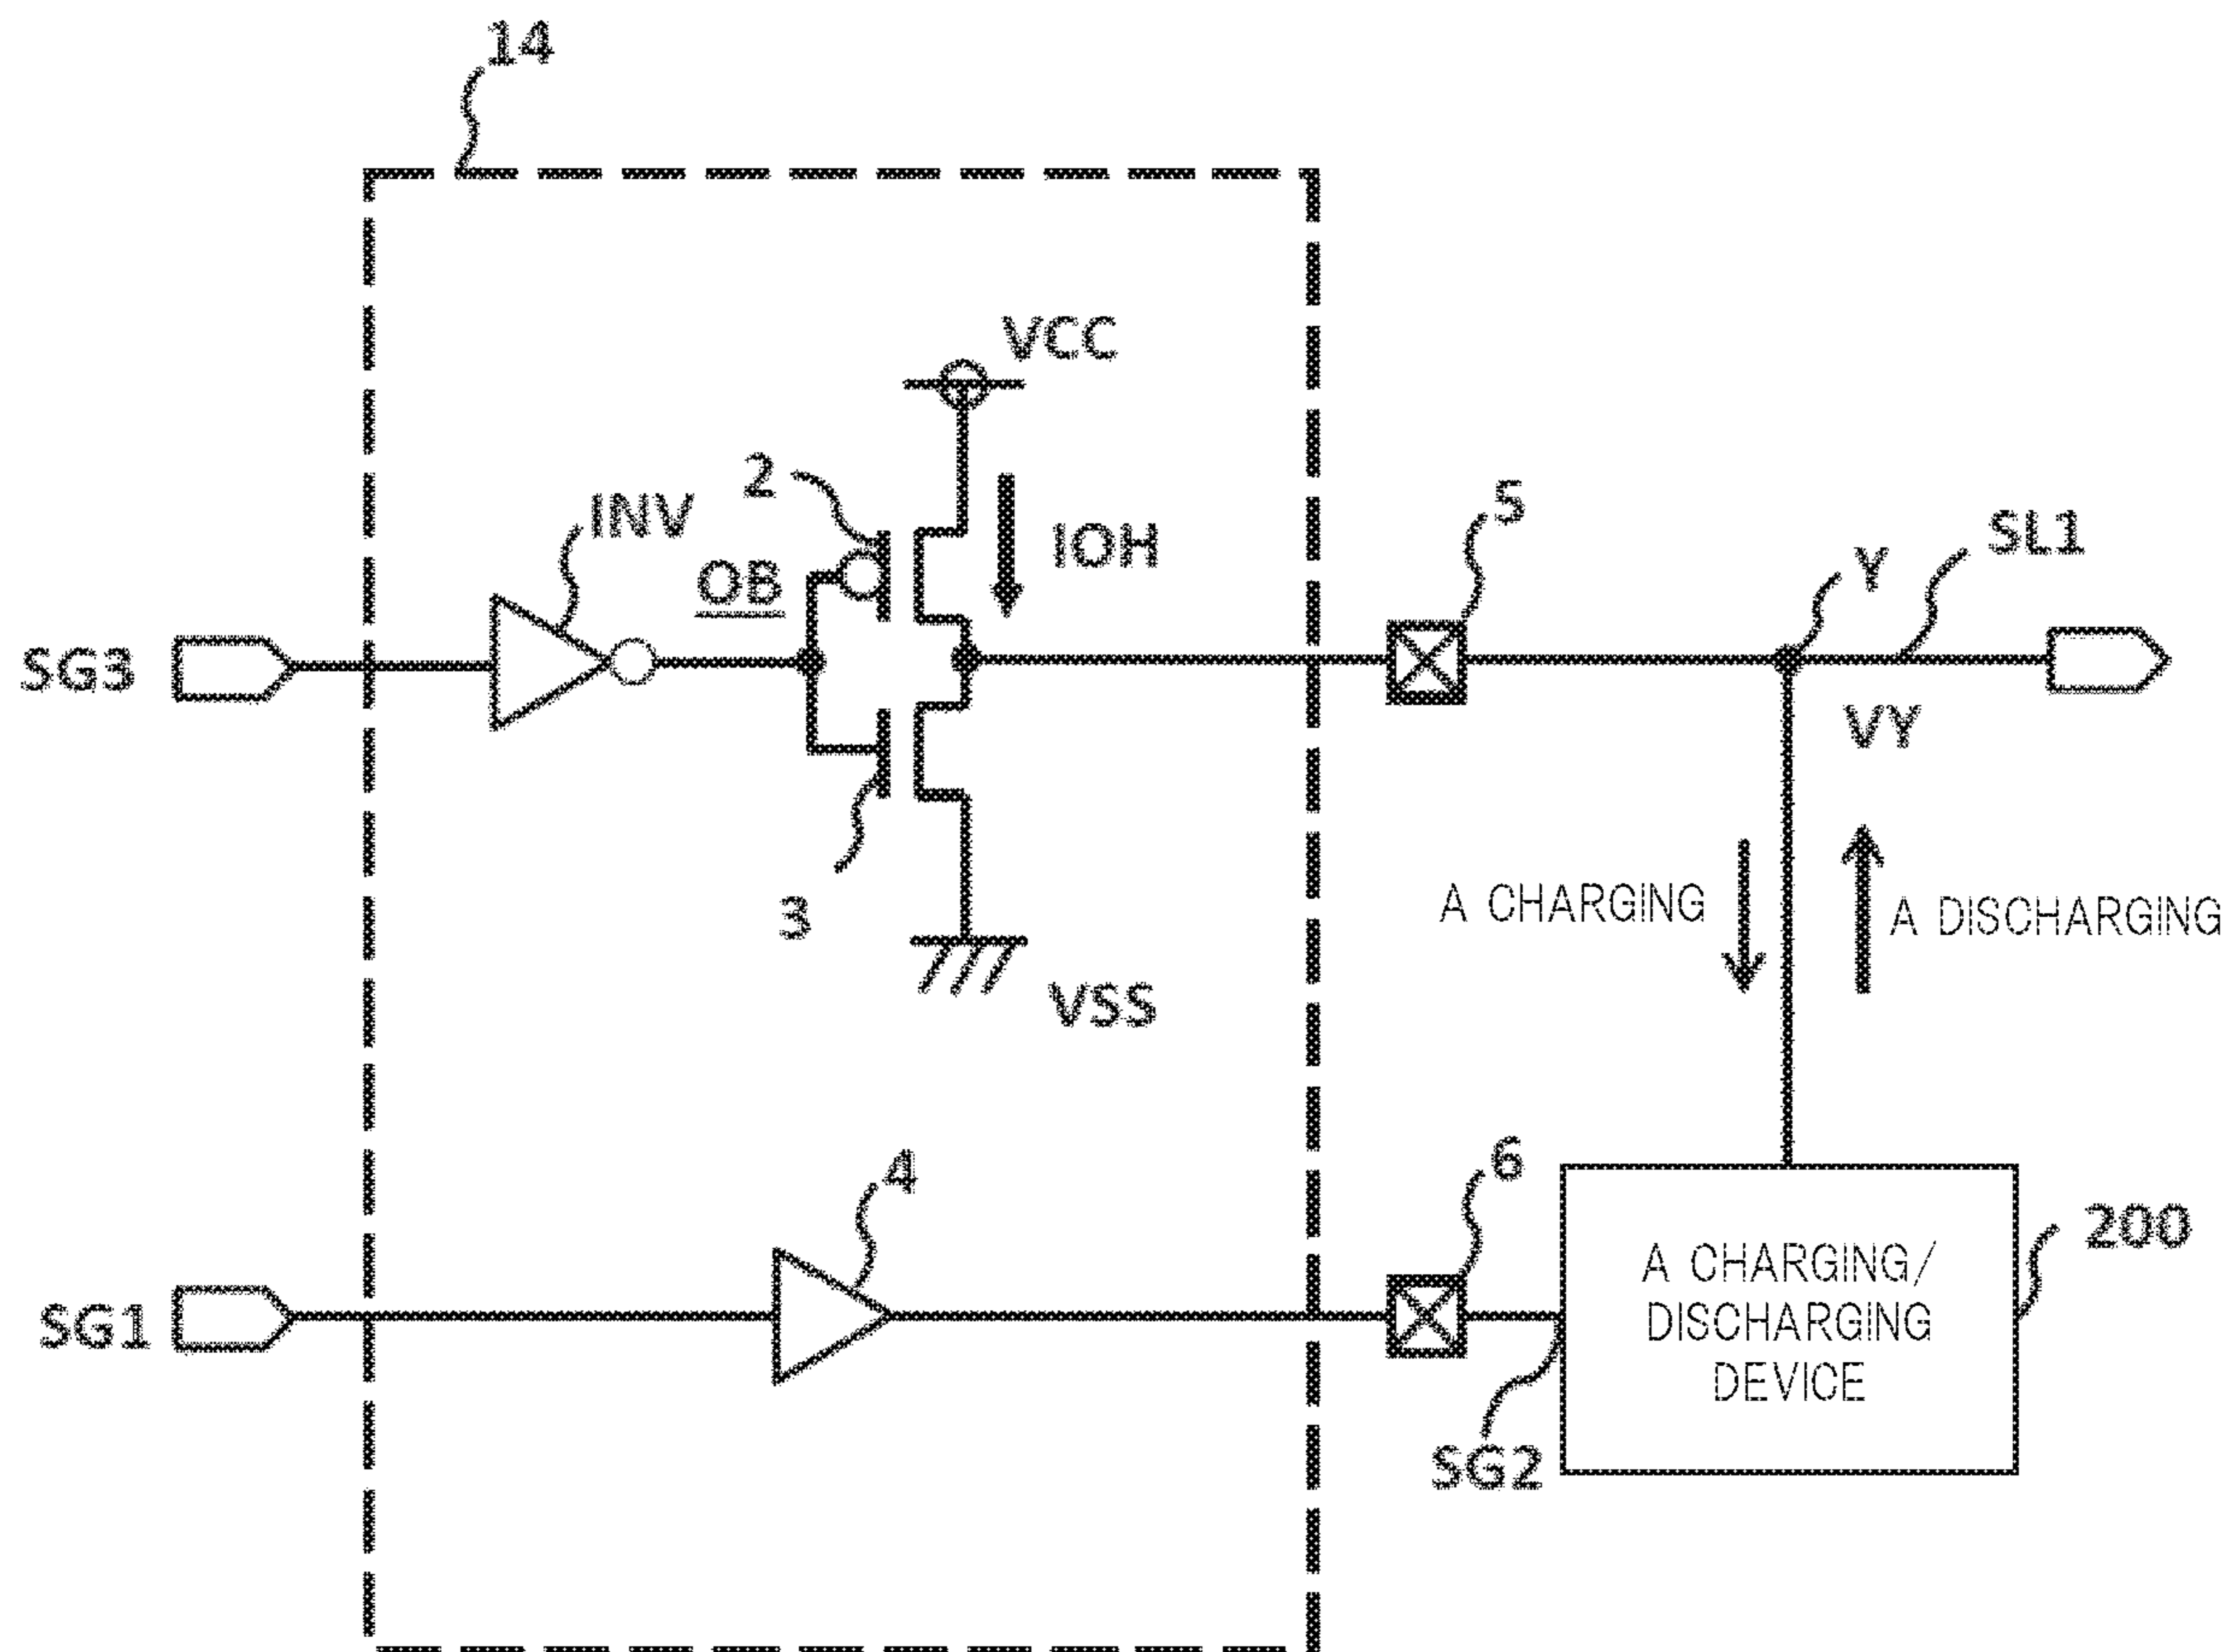 14
VCC
2
INV
OB
IOH
5
Y
SL1
SG3
VY
3
A CHARGING
A DISCHARGING
VSS
4
6
200
A CHARGING/
DISCHARGING
DEVICE
SG1
SG2